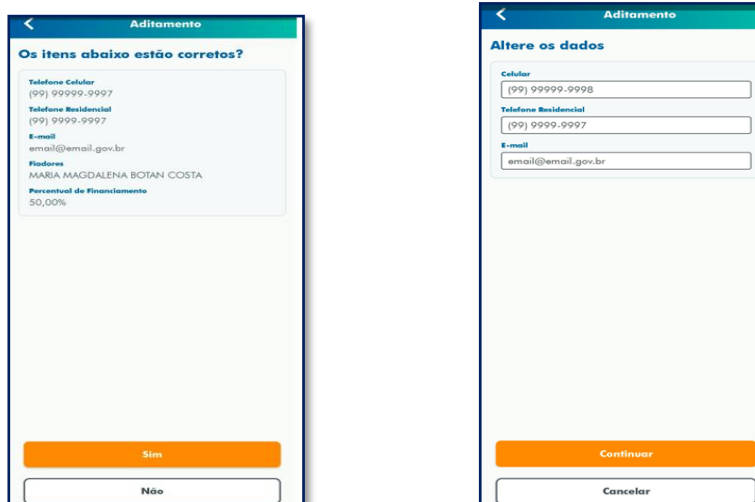 Aditamento
Os itens abaixo estão corretos?
Telefone Celular
(99) 99999-9997
Telefone Residencial
(99) 9999-9997
E-mail
email@email.gov.br
Fiadores
MARIA MAGDALENA BOTAN COSTA
Percentual de Financiamento
50,00%
Sim
Não
Aditamento
Altere os dados
Celular
(99) 99999-9998
Telefone Residencial
(99) 9999-9997
E-mail
email@email.gov.br
Continuar
Cancelar